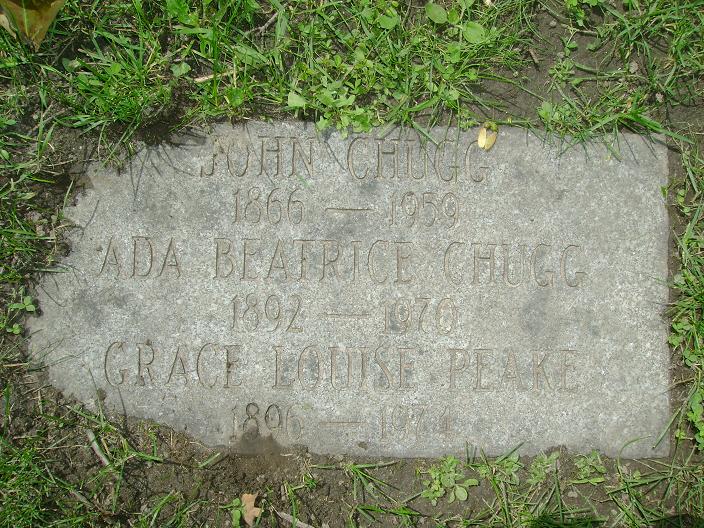 JOHN CHUGG
1866 — 1959
ADA BEATRICE CHUGG
1892 — 1970
GRACE LOUISE PEAKE
1896 — 1974